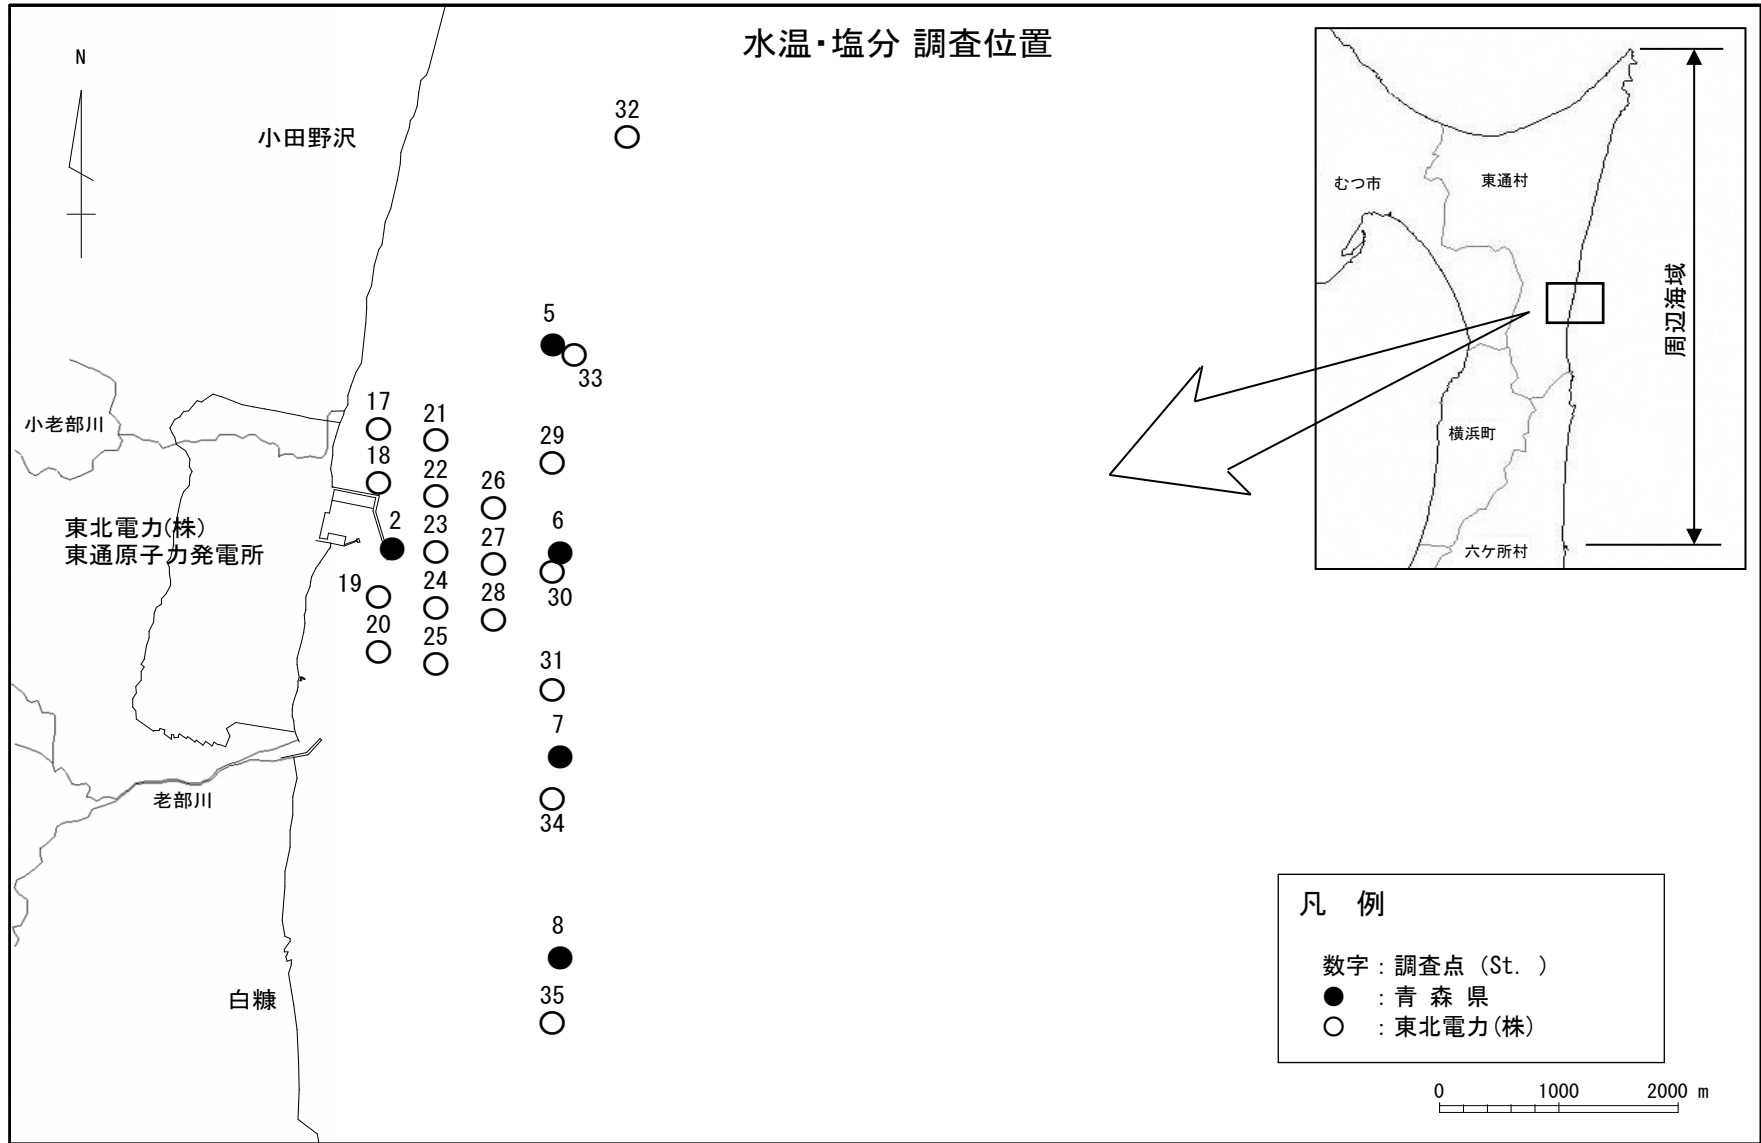 水温・塩分 調査位置
N
小田野沢
32
むつ市
東通村
周辺海域
5
33
小老部川
17
21
29
18
22
26
東北電力(株)
東通原子力発電所
2
23
6
27
横浜町
六ケ所村
19
24
28
30
20
25
31
7
老部川
34
8
白糠
35
凡 例
数字 : 調査点 (St. )
● : 青 森 県
○ : 東北電力(株)
0 1000 2000 m